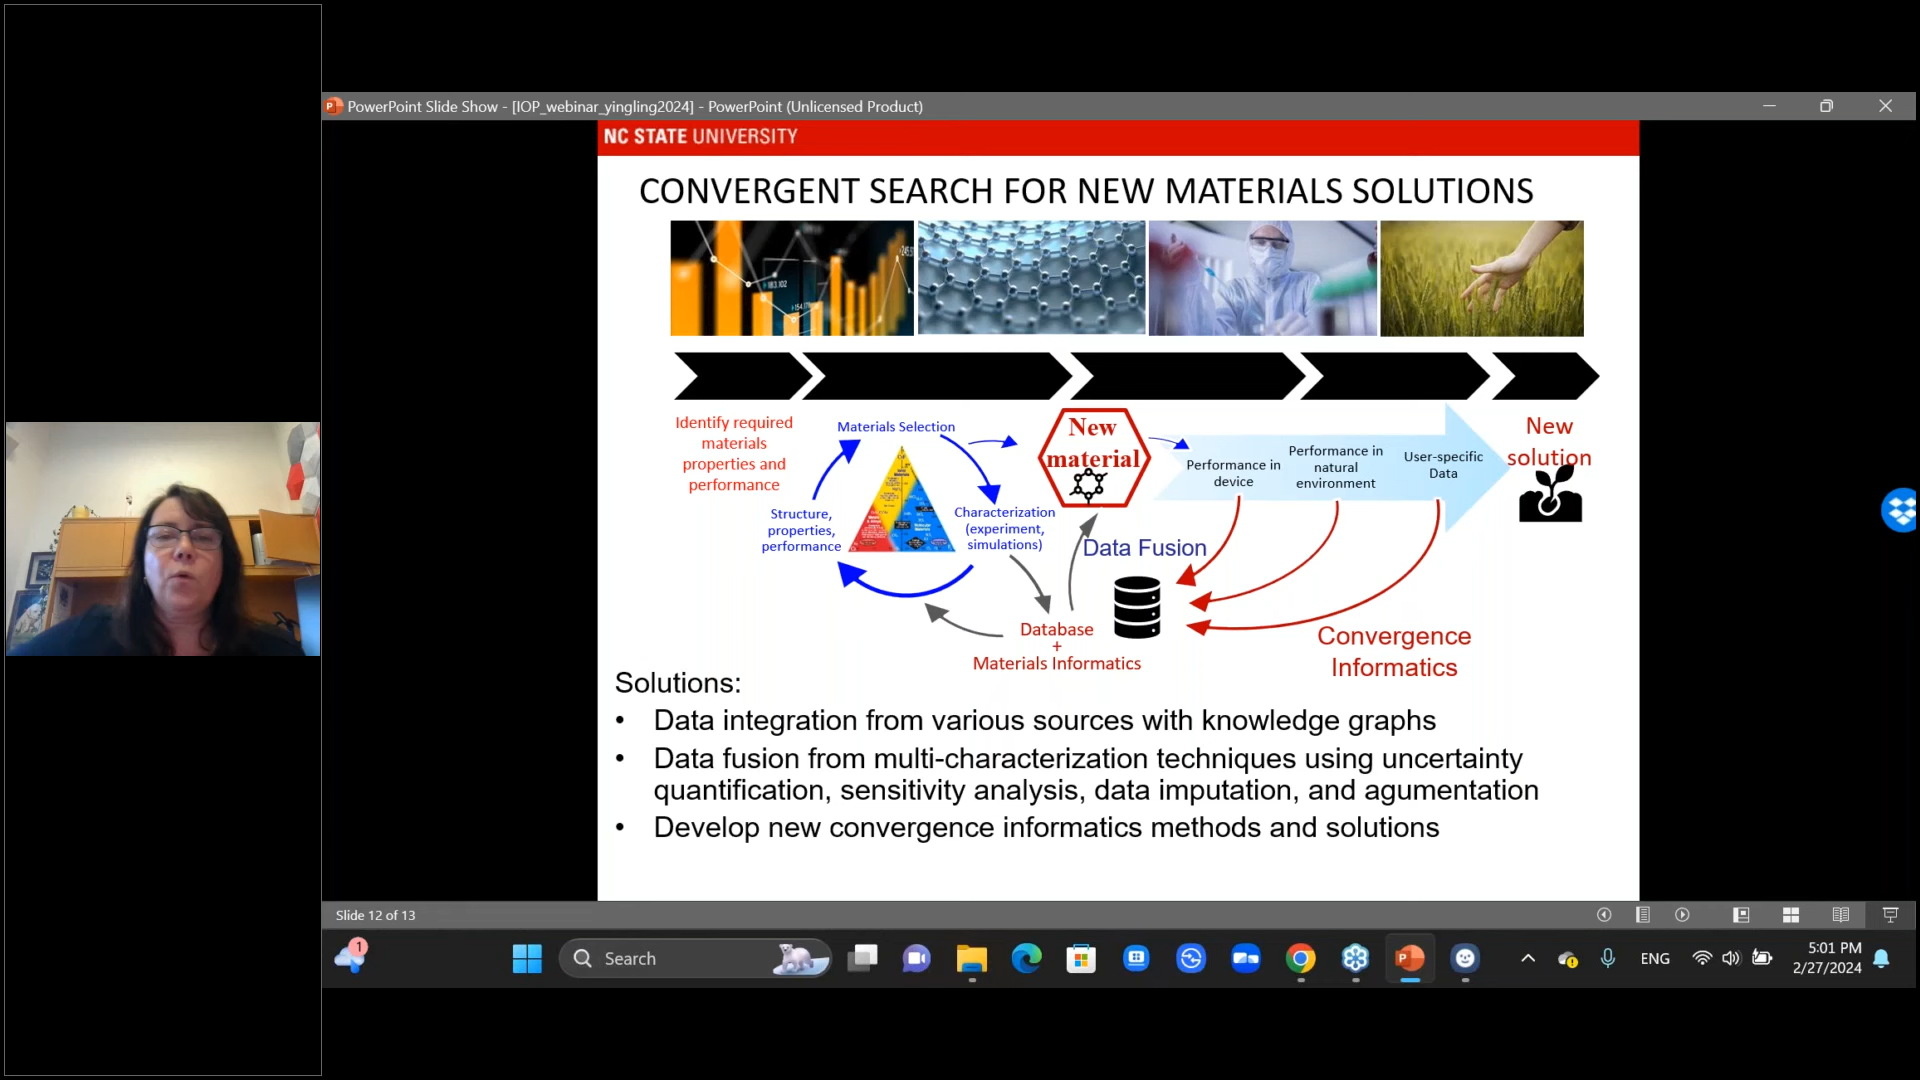 PowerPoint Slide Show - [IOP_webinar_yingling2024] - PowerPoint (Unlicensed Product)
NC STATE UNIVERSITY
CONVERGENT SEARCH FOR NEW MATERIALS SOLUTIONS
Identify required
materials
properties and
performance
Materials Selection
Structure,
properties,
performance
Characterization
(experiment,
simulations)
New
material
Performance in
device
Performance in
natural
environment
User-specific
Data
New
solution
Data Fusion
Database
+
Materials Informatics
Convergence
Informatics
Solutions:
• Data integration from various sources with knowledge graphs
• Data fusion from multi-characterization techniques using uncertainty
quantification, sensitivity analysis, data imputation, and agumentation
• Develop new convergence informatics methods and solutions
Slide 12 of 13
1
Search
ENG
5:01 PM
2/27/2024